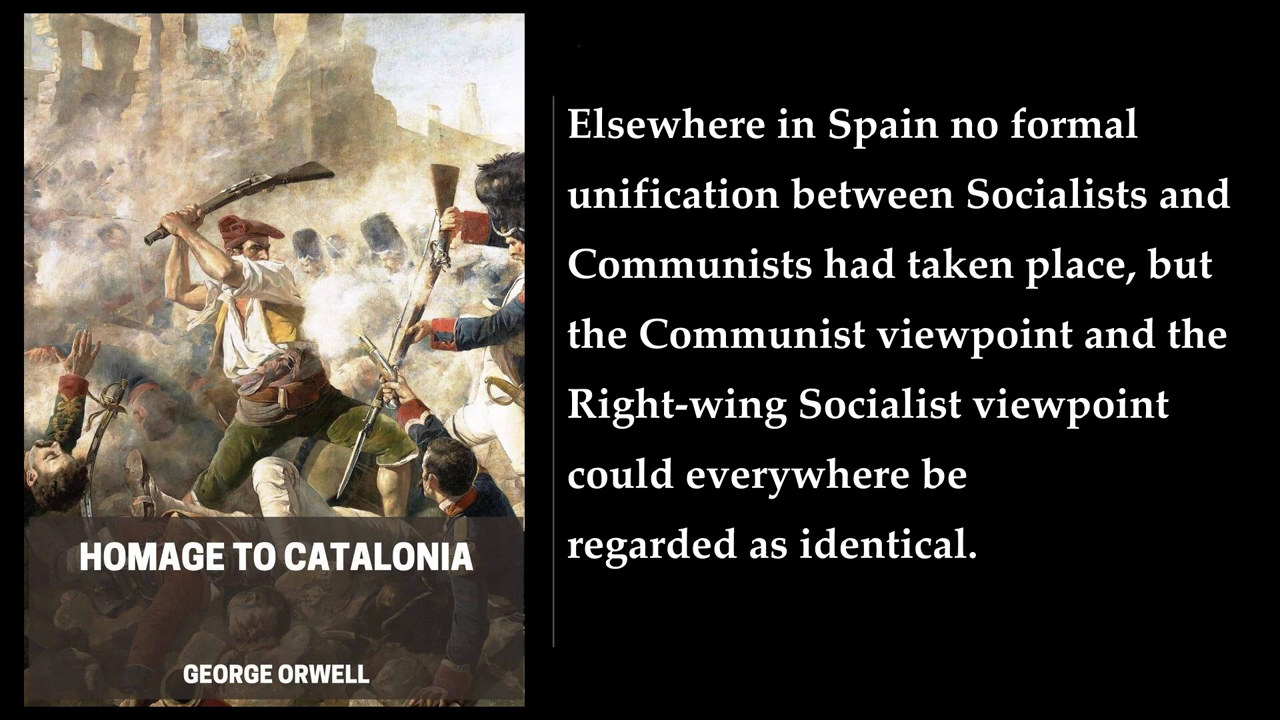 HOMAGE TO CATALONIA
GEORGE ORWELL
Elsewhere in Spain no formal
unification between Socialists and
Communists had taken place, but
the Communist viewpoint and the
Right-wing Socialist viewpoint
could everywhere be
regarded as identical.